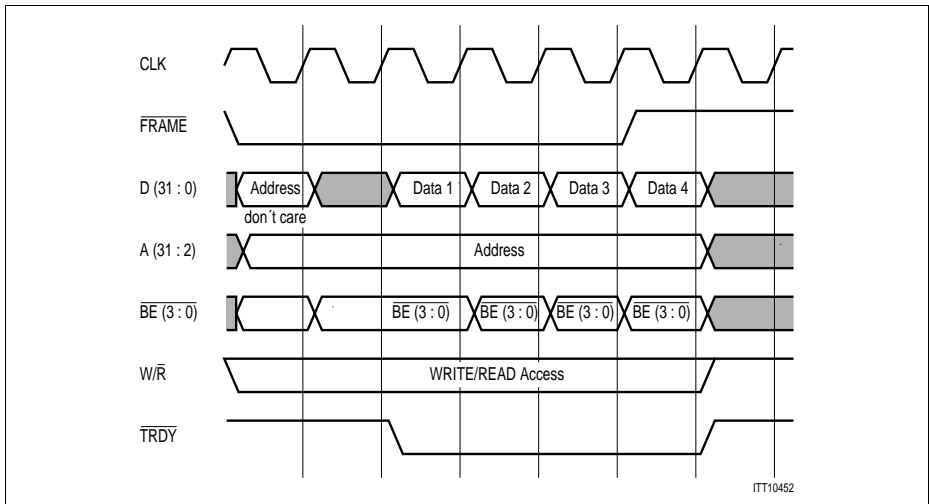 CLK
FRAME
D (31 : 0) Address Data 1 Data 2 Data 3 Data 4
don´t care
A (31 : 2) Address
BE (3 : 0) BE (3 : 0) BE (3 : 0) BE (3 : 0) BE (3 : 0)
W/R̅ WRITE/READ Access
TRDY
ITT10452